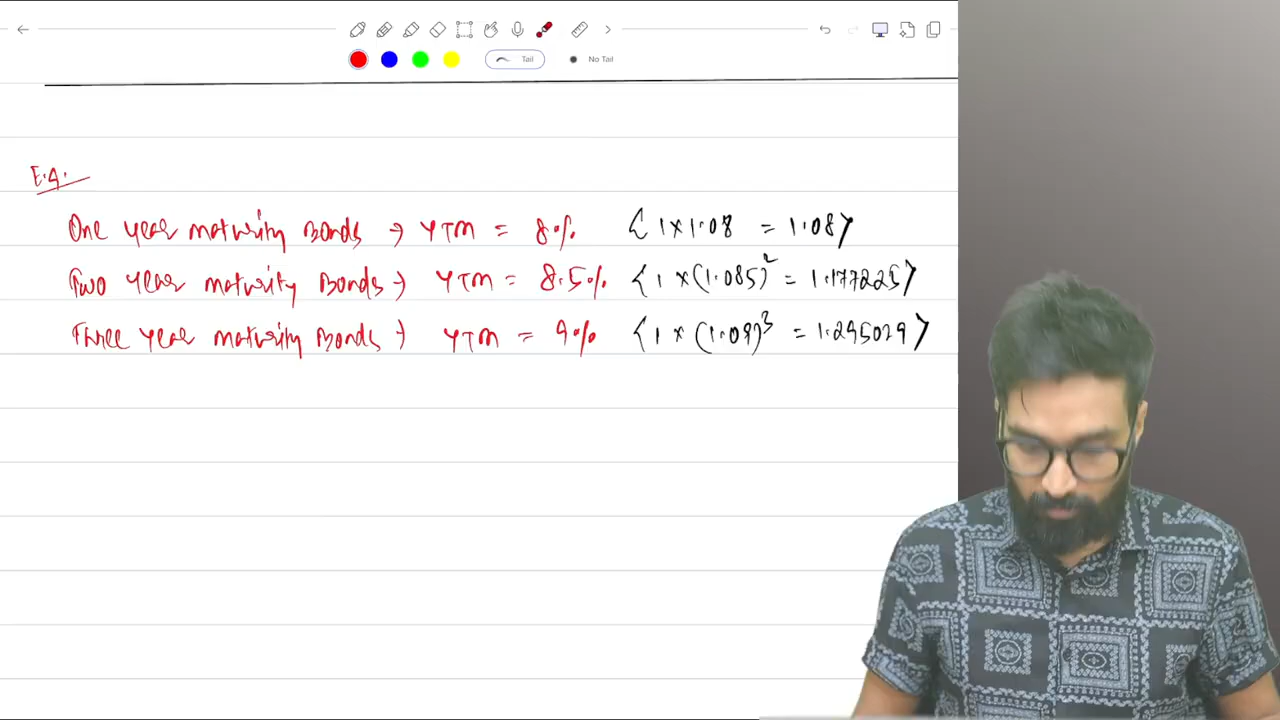 Tail No Tail
E.g.
One year maturity Bonds → YTM = 8% {1×1.08 = 1.08}
Two year maturity Bonds → YTM = 8.5% {1×(1.085)² = 1.177225}
Three year maturity Bonds → YTM = 9% {1×(1.09)³ = 1.295029}